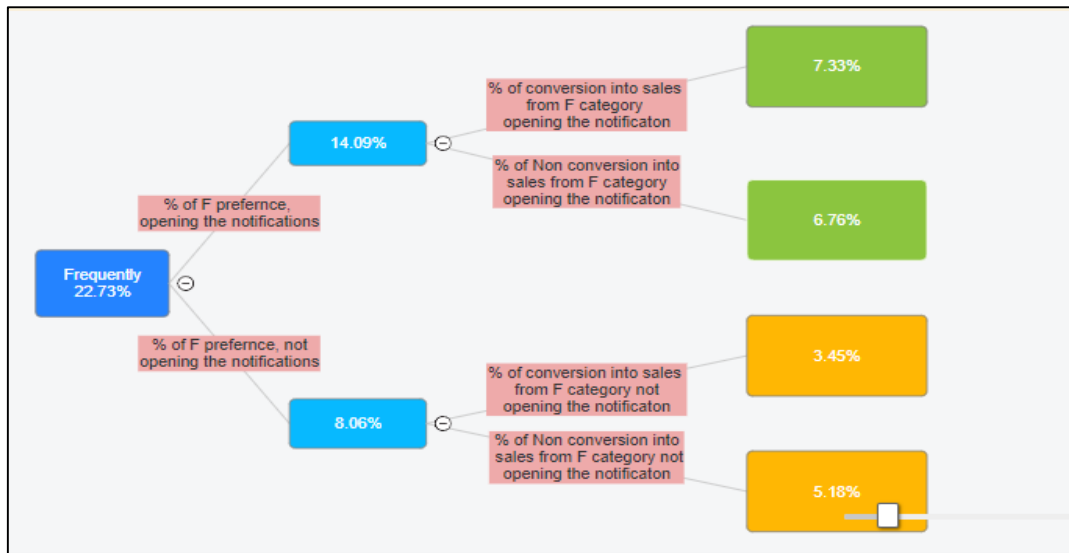 7.33%
% of conversion into sales
from F category
opening the notificaton
14.09%
% of Non conversion into
sales from F category
opening the notificaton
6.76%
% of F prefernce,
opening the notifications
Frequently
22.73%
% of F prefernce, not
opening the notifications
3.45%
% of conversion into sales
from F category not
opening the notificaton
8.06%
% of Non conversion into
sales from F category not
opening the notificaton
5.18%